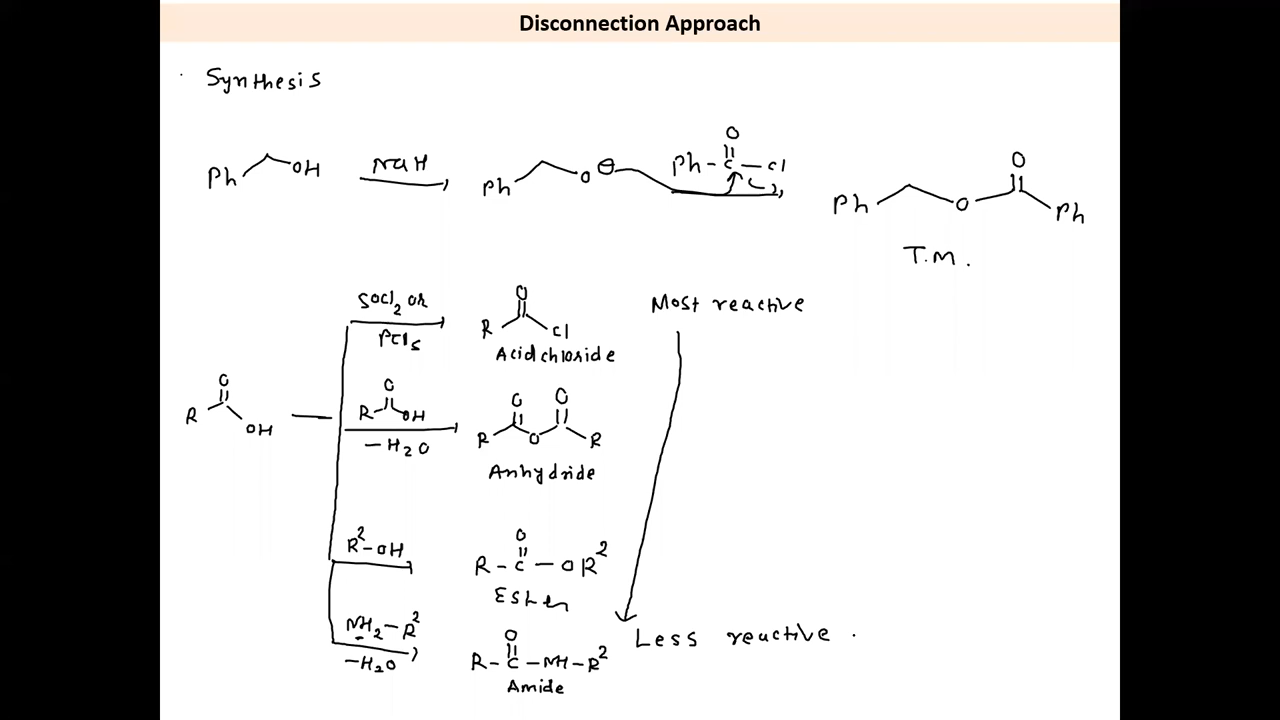 Disconnection Approach
Synthesis
Ph OH NaH Ph O ⊖ Ph-C-Cl O Ph O O Ph
T.M.
SOCl2 or
PCl5
R O Cl
Acid chloride
Most reactive
R O OH
R O OH
-H2O
R O O O R
Anhydride
R2-OH
R-C-OR2 O
Ester
NH2-R2
-H2O
R-C-NH-R2 O
Amide
Less reactive .